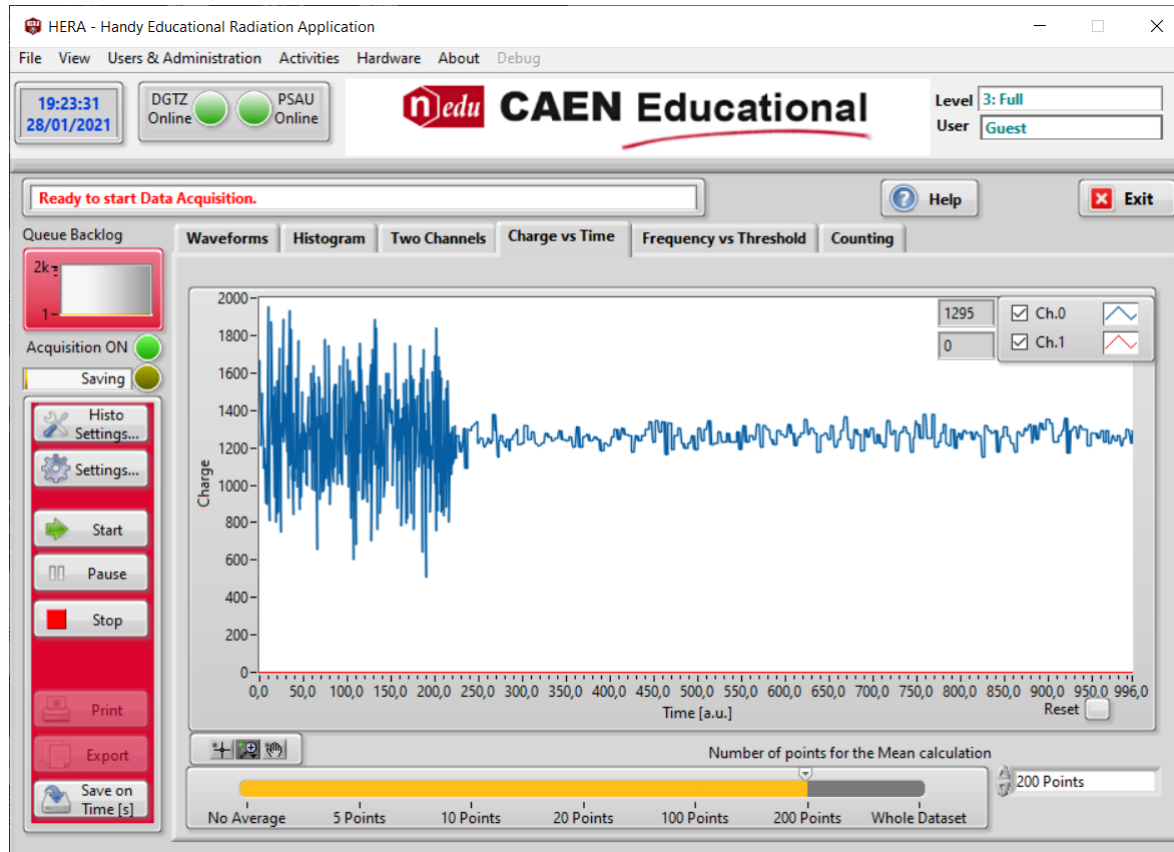 HERA - Handy Educational Radiation Application
File View Users & Administration Activities Hardware About Debug
19:23:31
28/01/2021
DGTZ
Online
PSAU
Online
n edu CAEN Educational
Level 3: Full
User Guest
Ready to start Data Acquisition.
Help
Exit
Queue Backlog
2k
1
Acquisition ON
Saving
Histo
Settings...
Settings...
Start
Pause
Stop
Print
Export
Save on
Time [s]
Waveforms Histogram Two Channels Charge vs Time Frequency vs Threshold Counting
1295 Ch.0
0 Ch.1
Charge
2000
1800
1600
1400
1200
1000
800
600
400
200
0
0,0 50,0 100,0 150,0 200,0 250,0 300,0 350,0 400,0 450,0 500,0 550,0 600,0 650,0 700,0 750,0 800,0 850,0 900,0 950,0 996,0
Time [a.u.]
Reset
Number of points for the Mean calculation
No Average 5 Points 10 Points 20 Points 100 Points 200 Points Whole Dataset
200 Points